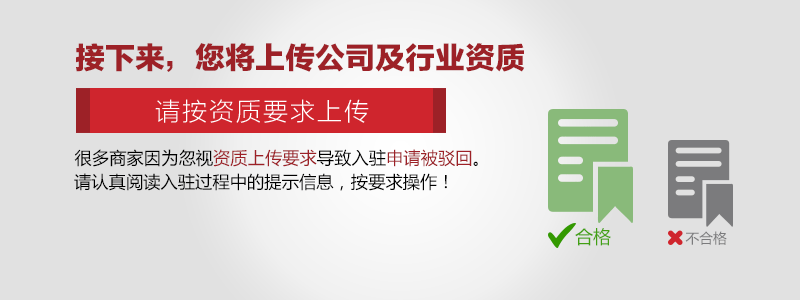 接下来，您将上传公司及行业资质
请按资质要求上传
很多商家因为忽视资质上传要求导致入驻申请被驳回。
请认真阅读入驻过程中的提示信息，按要求操作！
合格
不合格